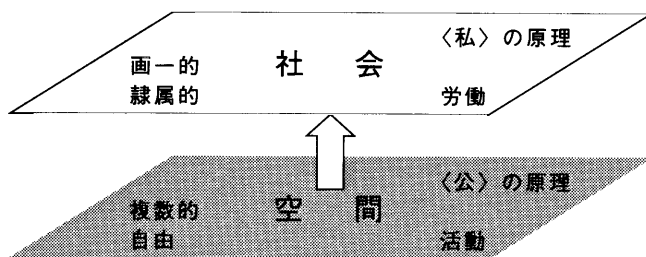 〈私〉の原理
画一的 社会
隷属的 労働
〈公〉の原理
複数的 空間
自由 活動